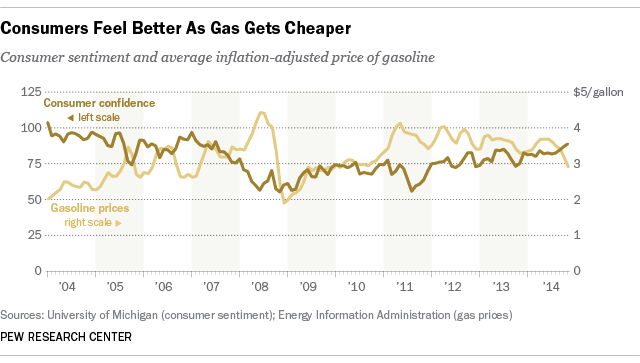 Consumers Feel Better As Gas Gets Cheaper
Consumer sentiment and average inflation-adjusted price of gasoline
125 $5/gallon
Consumer confidence
◀ left scale
100 4
75 3
50 2
Gasoline prices
right scale ▶
25 1
0 0
’04 ’05 ’06 ’07 ’08 ’09 ’10 ’11 ’12 ’13 ’14
Sources: University of Michigan (consumer sentiment); Energy Information Administration (gas prices)
PEW RESEARCH CENTER